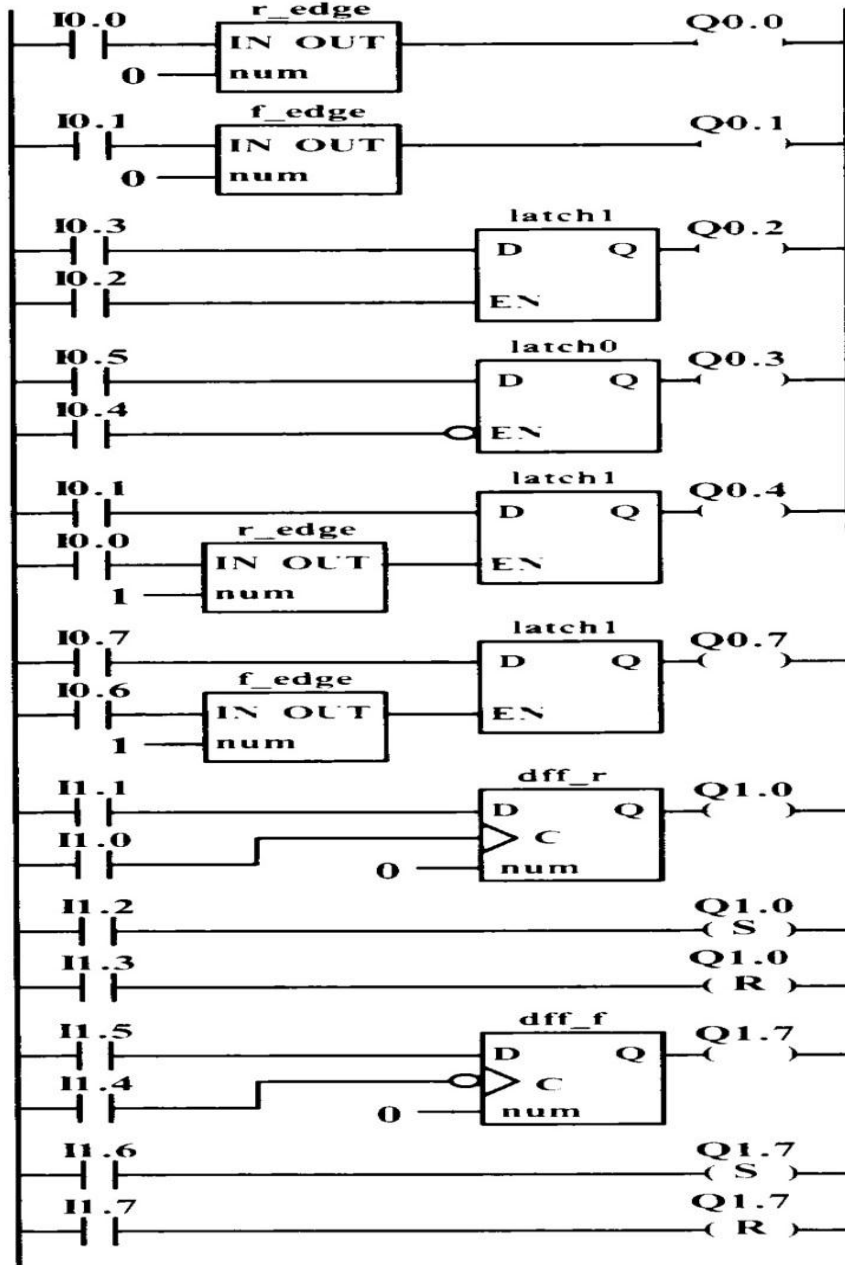 r_edge
I0.0 IN OUT Q0.0
0 num
f_edge
I0.1 IN OUT Q0.1
0 num
latch1
I0.3 D Q Q0.2
I0.2 EN
latch0
I0.5 D Q Q0.3
I0.4 EN
latch1
I0.1 D Q Q0.4
r_edge
I0.0 IN OUT EN
1 num
latch1
I0.7 D Q Q0.7
f_edge
I0.6 IN OUT EN
1 num
dff_r
I1.1 D Q Q1.0
I1.0 C
0 num
I1.2 Q1.0
S
I1.3 Q1.0
R
dff_f
I1.5 D Q Q1.7
I1.4 C
0 num
I1.6 Q1.7
S
I1.7 Q1.7
R